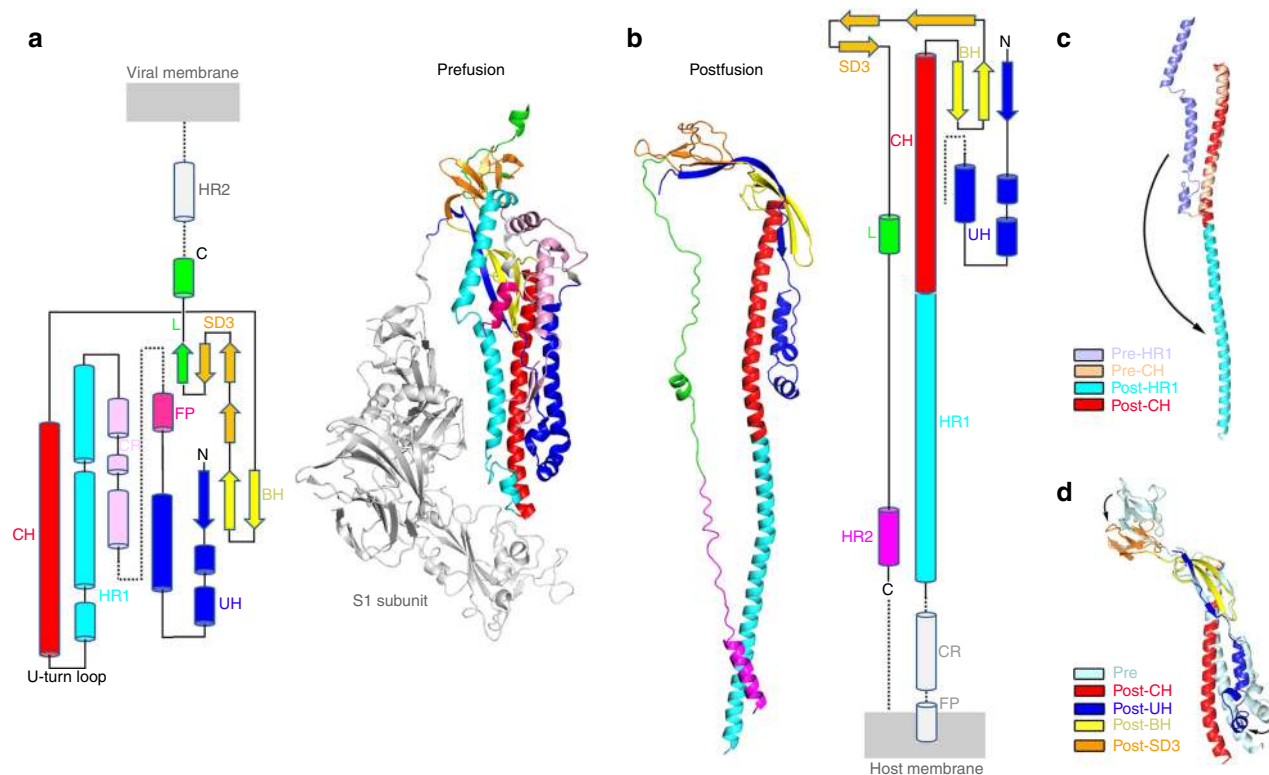 a
Viral membrane
HR2
C
L
SD3
CR
FP
N
BH
CH
HR1
UH
U-turn loop
Prefusion
S1 subunit
b
Postfusion
SD3
BH
N
CH
UH
L
HR1
HR2
C
CR
FP
Host membrane
c
Pre-HR1
Pre-CH
Post-HR1
Post-CH
d
Pre
Post-CH
Post-UH
Post-BH
Post-SD3